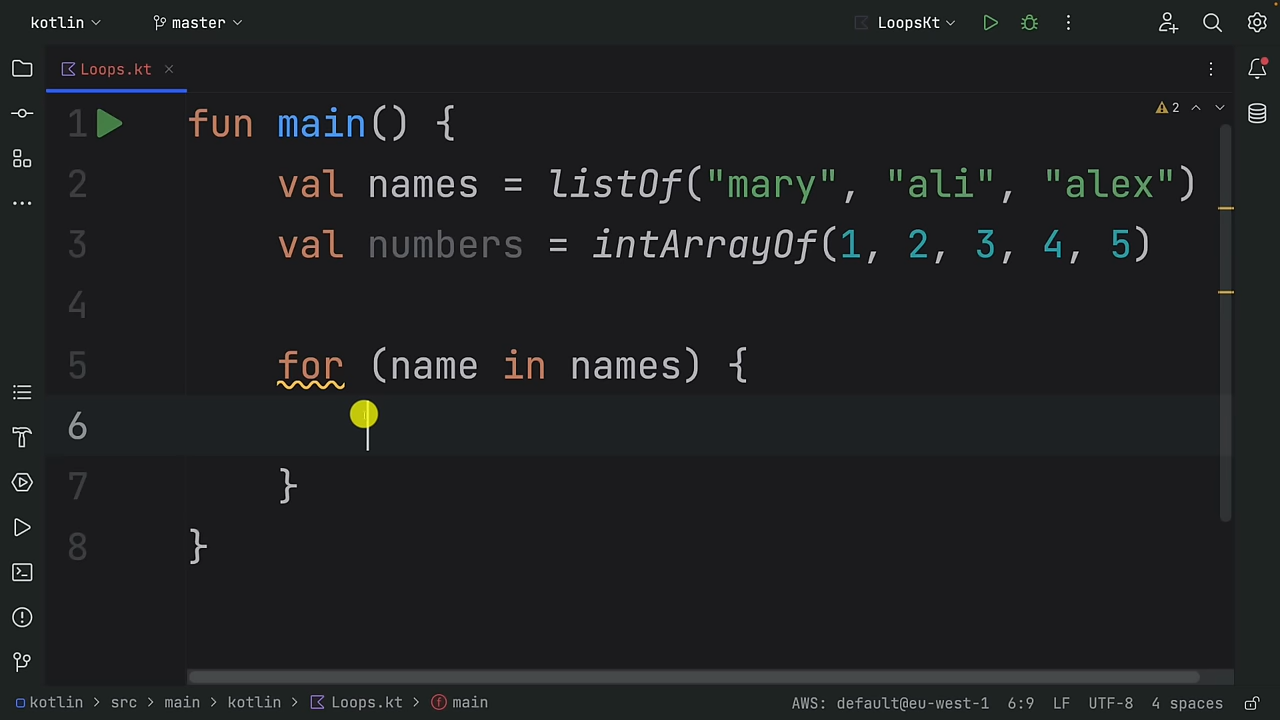 kotlin master LoopsKt
Loops.kt
1 fun main() { 2
2 val names = listOf("mary", "ali", "alex")
3 val numbers = intArrayOf(1, 2, 3, 4, 5)
4
5 for (name in names) {
6
7 }
8 }
kotlin > src > main > kotlin > Loops.kt > main AWS: default@eu-west-1 6:9 LF UTF-8 4 spaces